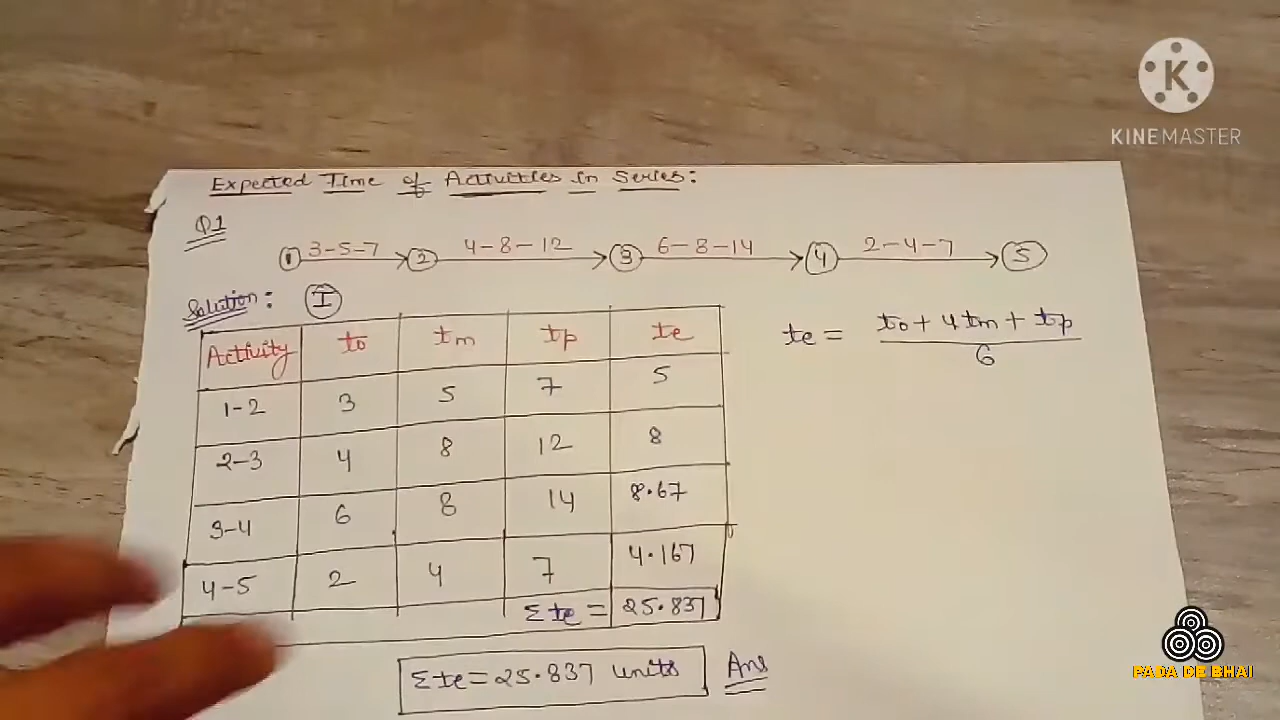 KINEMASTER
Expected Time of Activities in Series:
Q1
1 3-5-7 2 4-8-12 3 6-8-14 4 2-4-7 5
Solution: I
Activity to tm tp te
te = to + 4tm + tp
6
1-2 3 5 7 5
2-3 4 8 12 8
3-4 6 8 14 8.67
4-5 2 4 7 4.167
Σte = 25.837
Σte = 25.837 units Ans
PADA DE BHAI